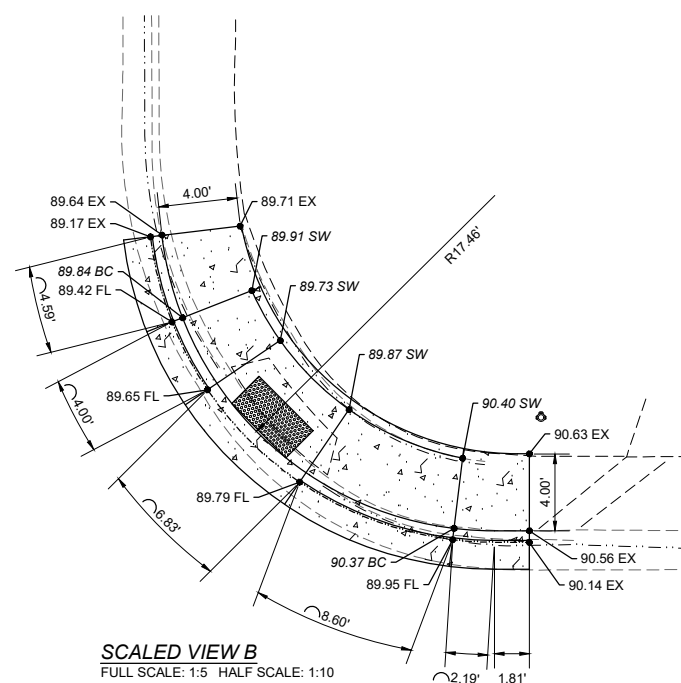 4.00'
89.64 EX
89.71 EX
89.17 EX
89.91 SW
R17.46'
89.84 BC
89.42 FL
89.73 SW
4.59'
89.87 SW
89.65 FL
90.40 SW
4.00'
90.63 EX
4.00'
89.79 FL
6.83'
90.37 BC
90.56 EX
89.95 FL
90.14 EX
8.60'
SCALED VIEW B
FULL SCALE: 1:5 HALF SCALE: 1:10
2.19'
1.81'